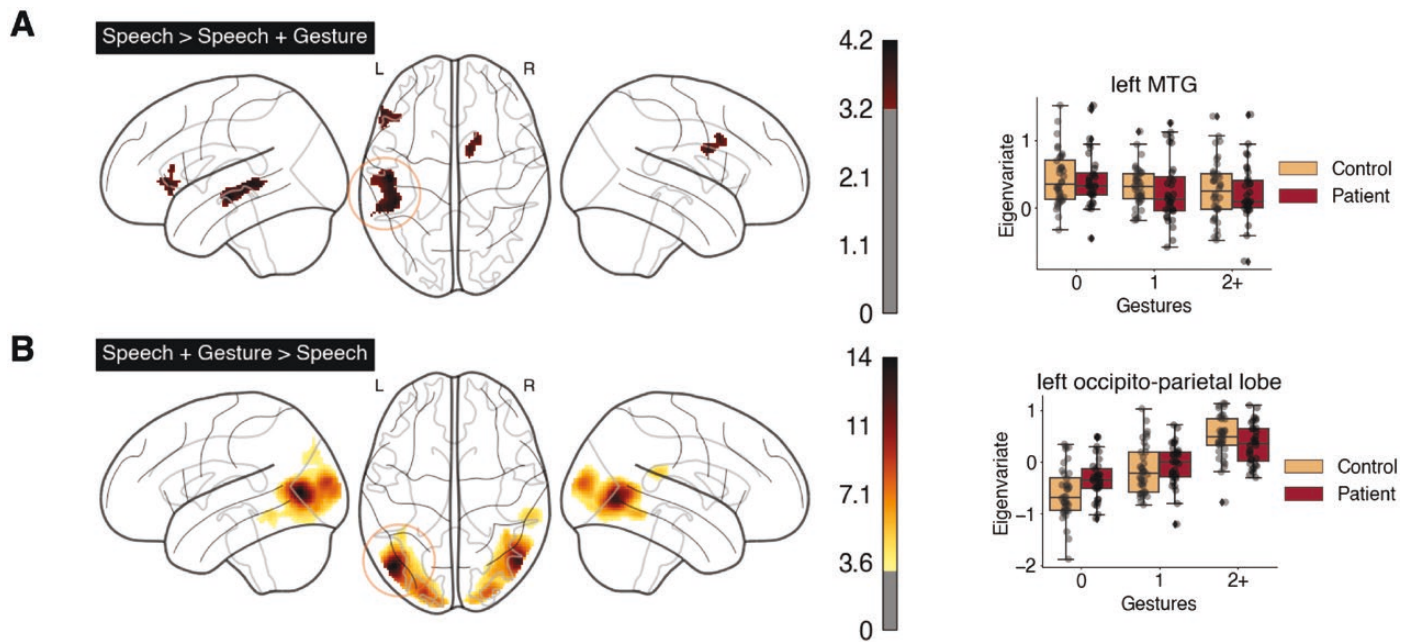 A
Speech > Speech + Gesture
L
R
4.2
3.2
2.1
1.1
0
left MTG
Eigenvariate
1
0
0
1
2+
Gestures
Control
Patient
B
Speech + Gesture > Speech
L
R
14
11
7.1
3.6
0
left occipito-parietal lobe
Eigenvariate
1
0
−1
−2
0
1
2+
Gestures
Control
Patient